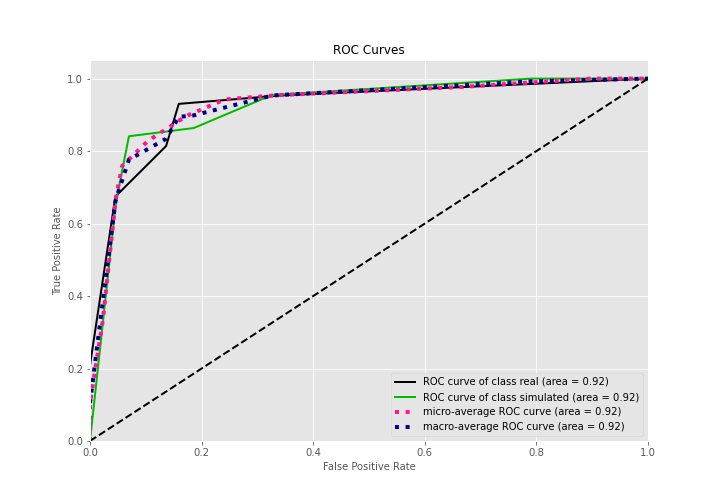 ROC Curves
True Positive Rate
1.0
0.8
0.6
0.4
0.2
0.0
0.0 0.2 0.4 0.6 0.8 1.0
False Positive Rate
ROC curve of class real (area = 0.92)
ROC curve of class simulated (area = 0.92)
micro-average ROC curve (area = 0.92)
macro-average ROC curve (area = 0.92)